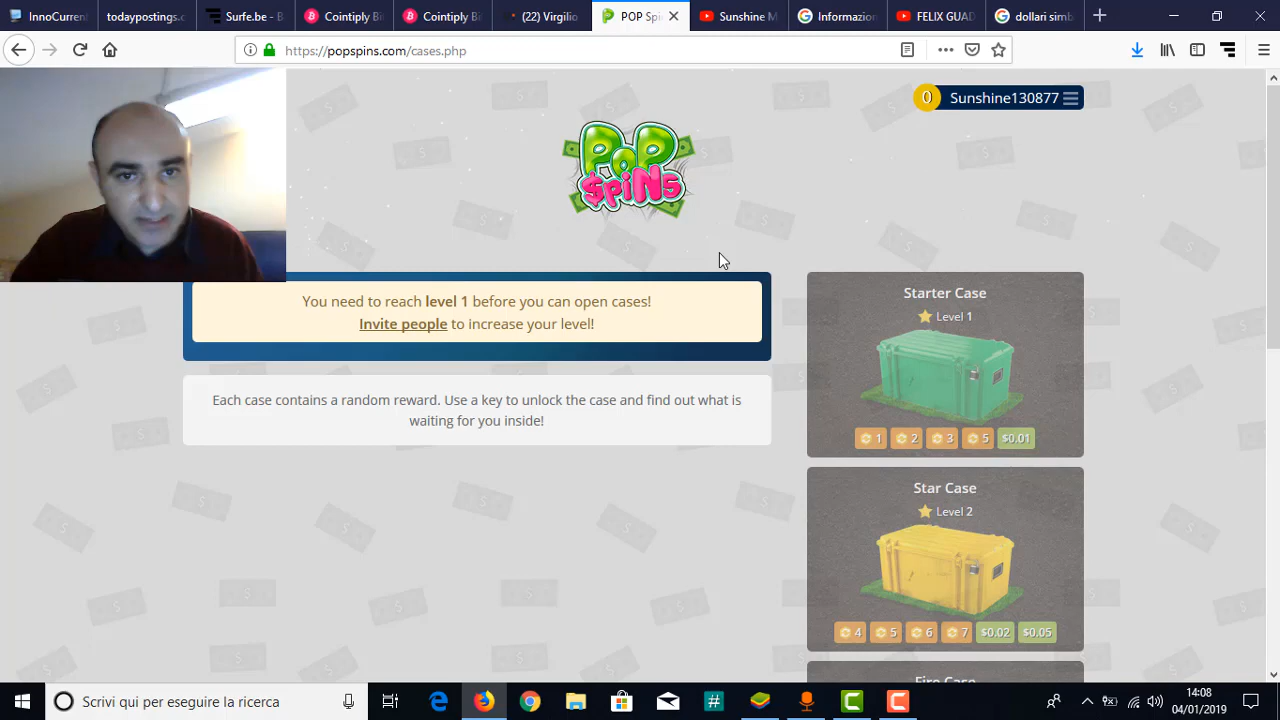 InnoCurrent
todaypostings.c
Surfe.be - B
Cointiply Bi
Cointiply Bi
(22) Virgilio
POP Spin
Sunshine M
Informazion
FELIX GUAD
dollari simb
https://popspins.com/cases.php
0 Sunshine130877
POP
$piNs
You need to reach level 1 before you can open cases!
Invite people to increase your level!
Each case contains a random reward. Use a key to unlock the case and find out what is
waiting for you inside!
Starter Case
Level 1
1 2 3 5 $0.01
Star Case
Level 2
4 5 6 7 $0.02 $0.05
Fire Case
Scrivi qui per eseguire la ricerca
14:08
04/01/2019